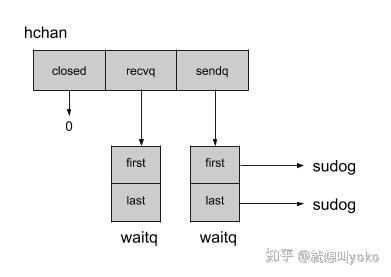 hchan
closed recvq sendq
0
first first sudog
last last sudog
waitq waitq
知乎 @就想叫yoko